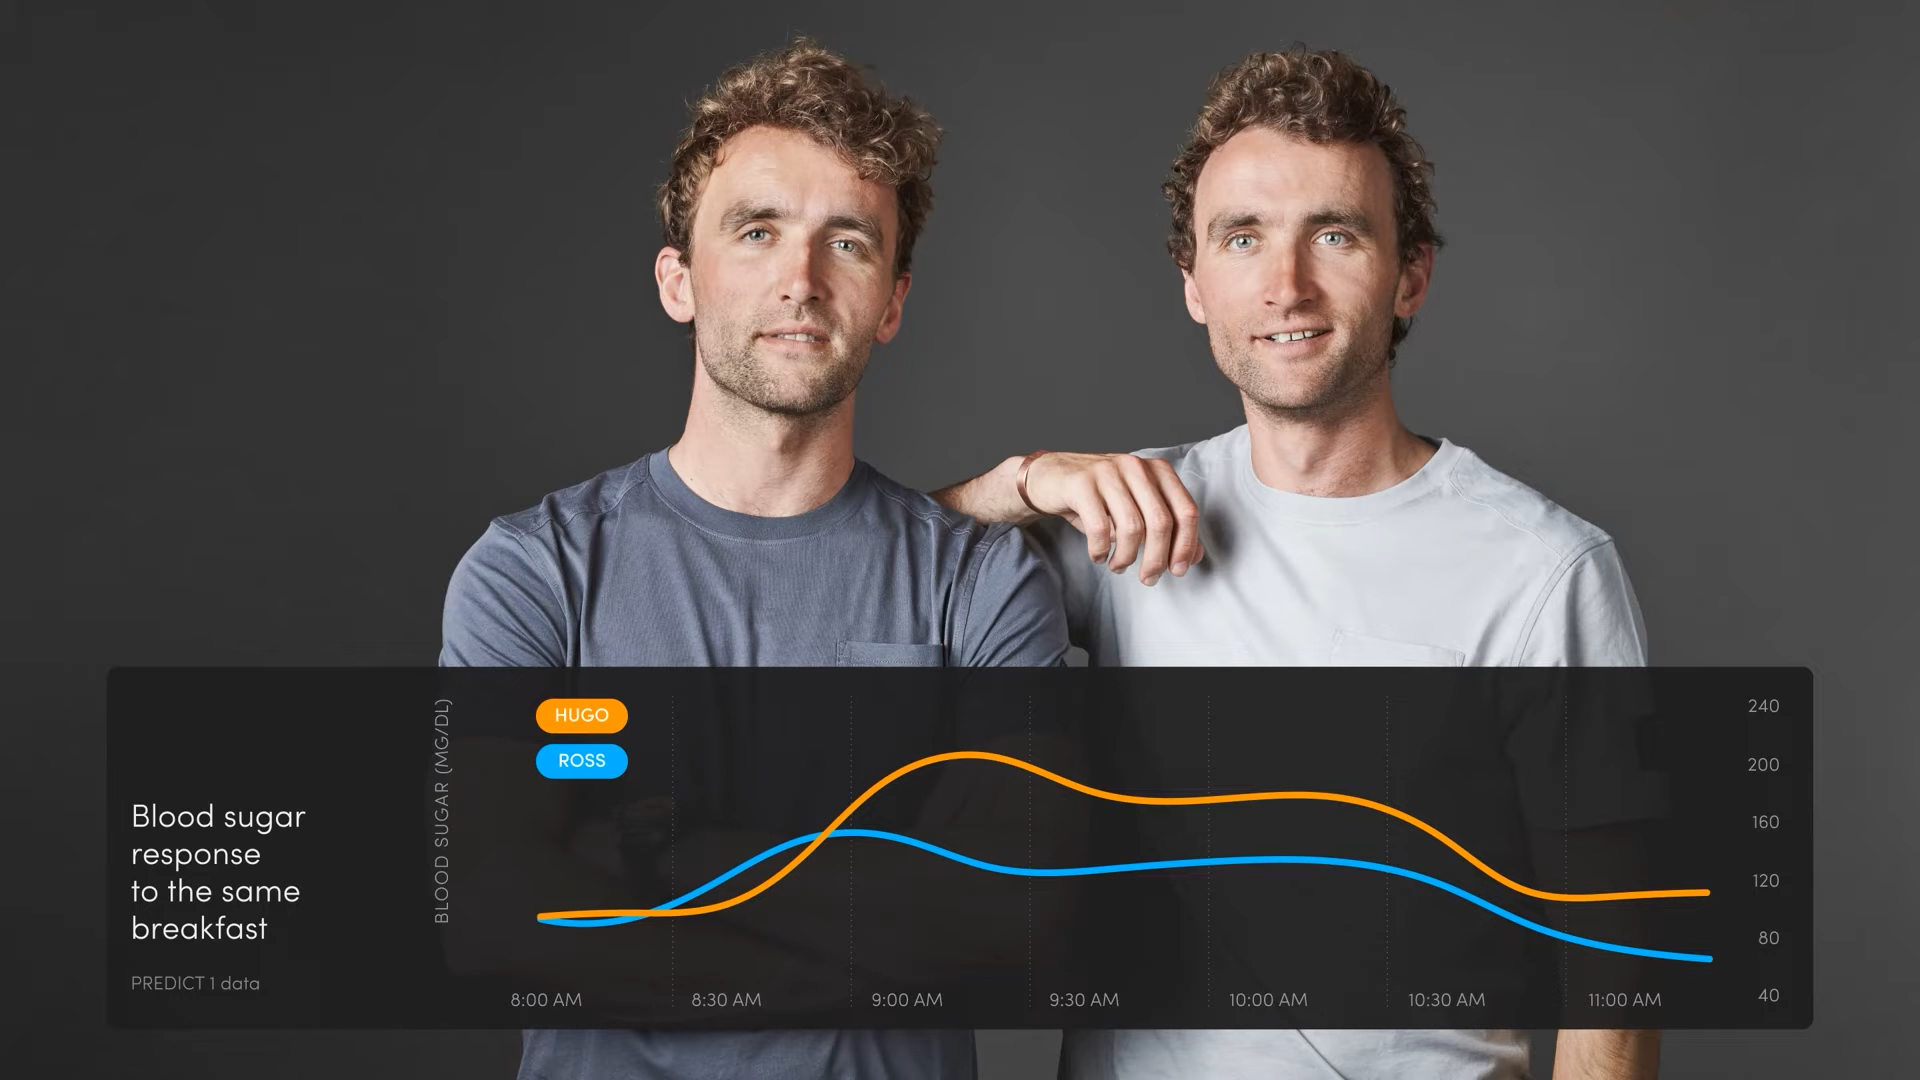 HUGO
ROSS
BLOOD SUGAR (MG/DL)
Blood sugar
response
to the same
breakfast
PREDICT 1 data
240
200
160
120
80
40
8:00 AM
8:30 AM
9:00 AM
9:30 AM
10:00 AM
10:30 AM
11:00 AM